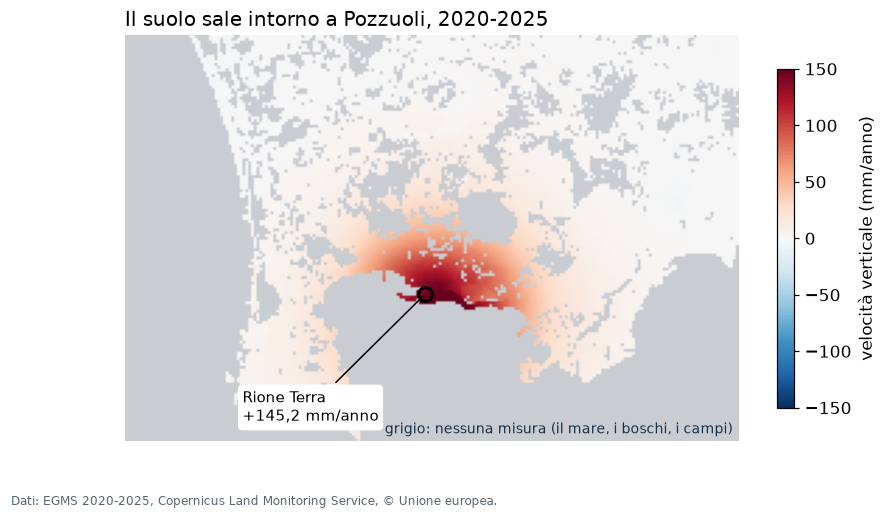 Il suolo sale intorno a Pozzuoli, 2020-2025
150
100
50
0
−50
−100
−150
velocità verticale (mm/anno)
Rione Terra
+145,2 mm/anno
grigio: nessuna misura (il mare, i boschi, i campi)
Dati: EGMS 2020-2025, Copernicus Land Monitoring Service, © Unione europea.